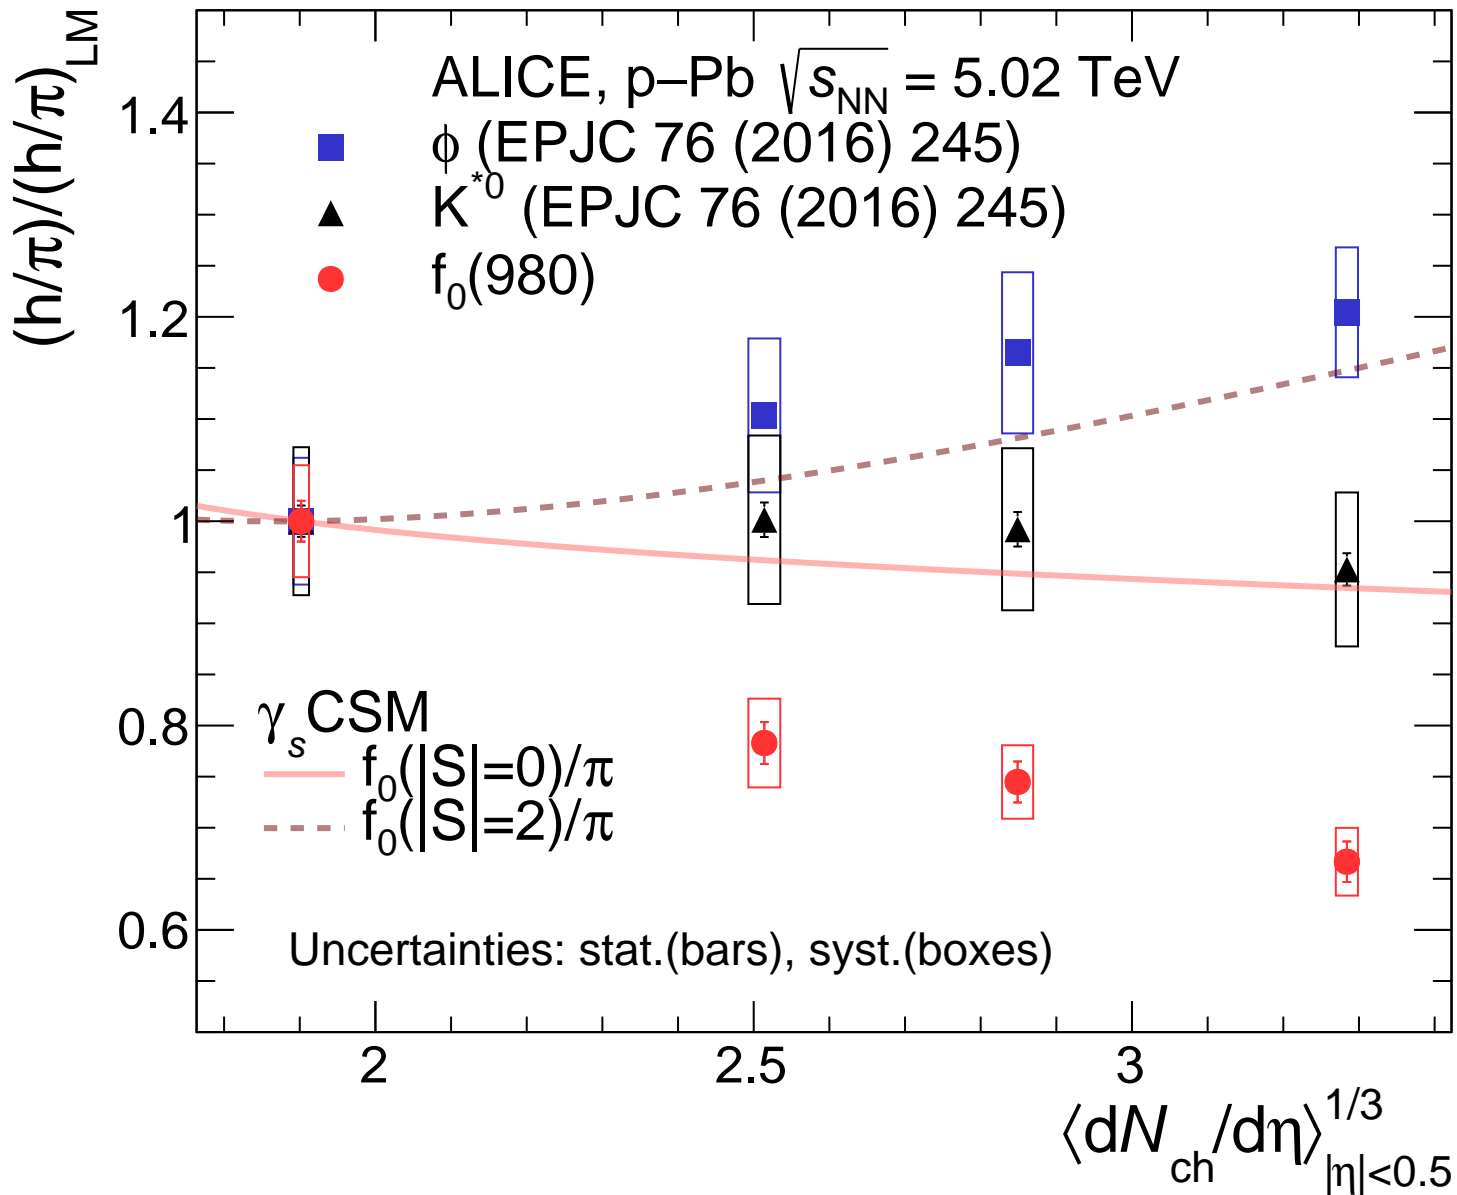 (h/π)/(h/π)LM
ALICE, p–Pb √sNN = 5.02 TeV
ϕ (EPJC 76 (2016) 245)
K*0 (EPJC 76 (2016) 245)
f0(980)
1.4
1.2
1
0.8
0.6
γsCSM
f0(|S|=0)/π
f0(|S|=2)/π
Uncertainties: stat.(bars), syst.(boxes)
2 2.5 3
⟨dNch/dη⟩1/3|η|<0.5